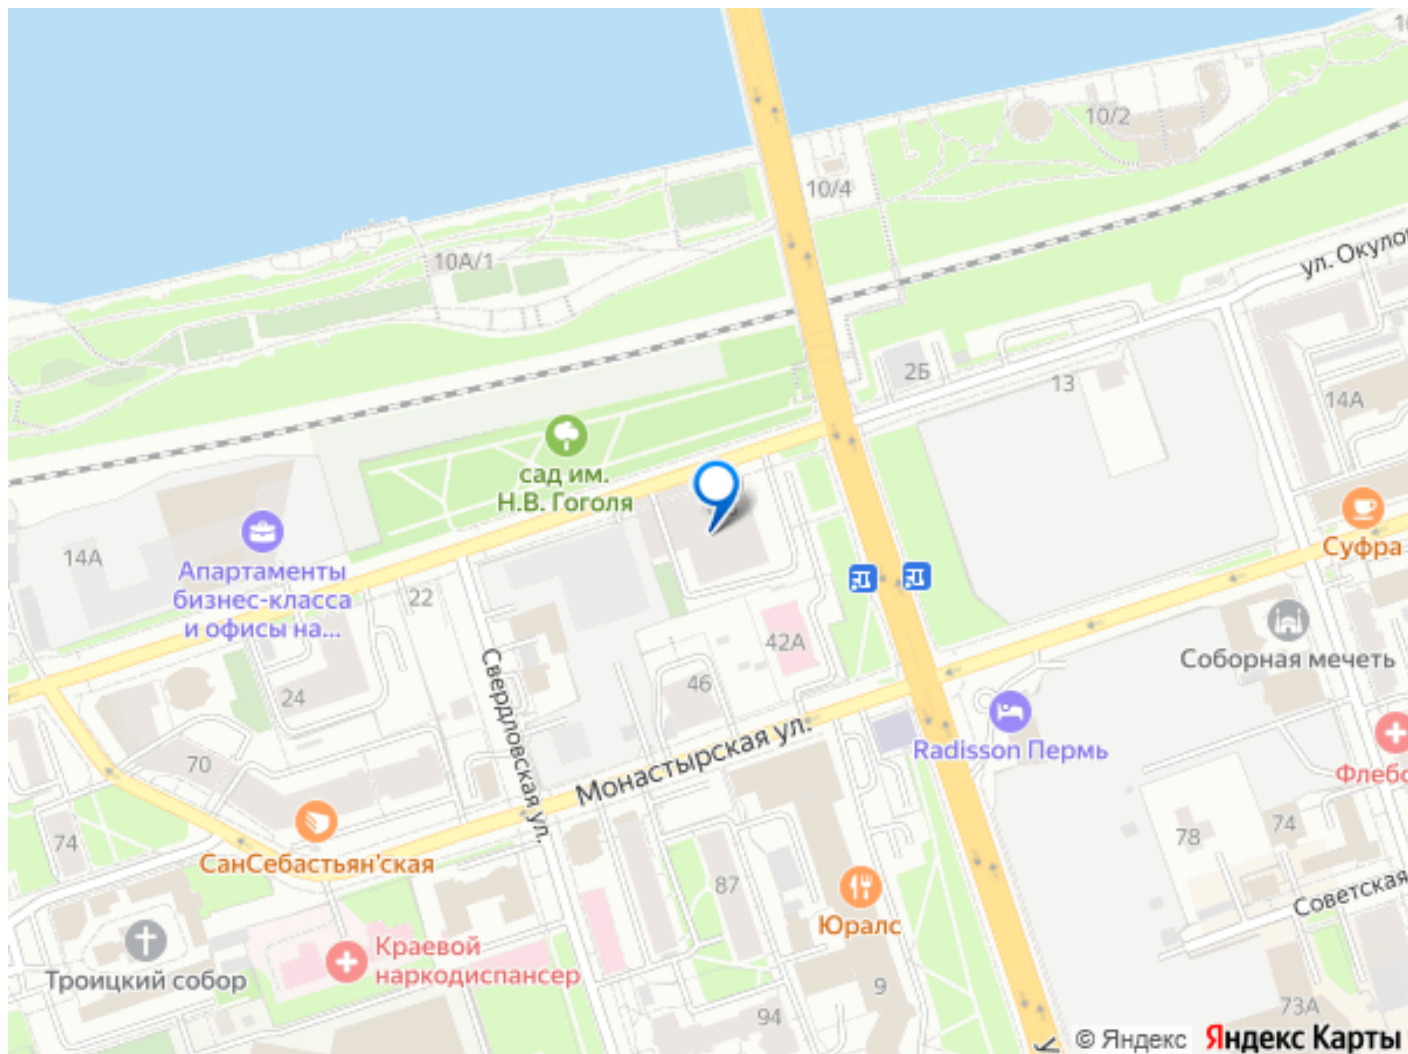 10/2
10/4
10А/1
ул. Окуло
2Б
13
14А
сад им.
Н.В. Гоголя
Суфра
14А
Апартаменты
бизнес-класса
и офисы на...
22
42А
Соборная мечеть
Свердловская ул.
46
24
Radisson Пермь
Монастырская ул.
70
Флебо
74
СанСебастьян'ская
78
74
87
Советская
Юралс
Краевой
наркодиспансер
Троицкий собор
9
73А
94
© Яндекс
Яндекс Карты